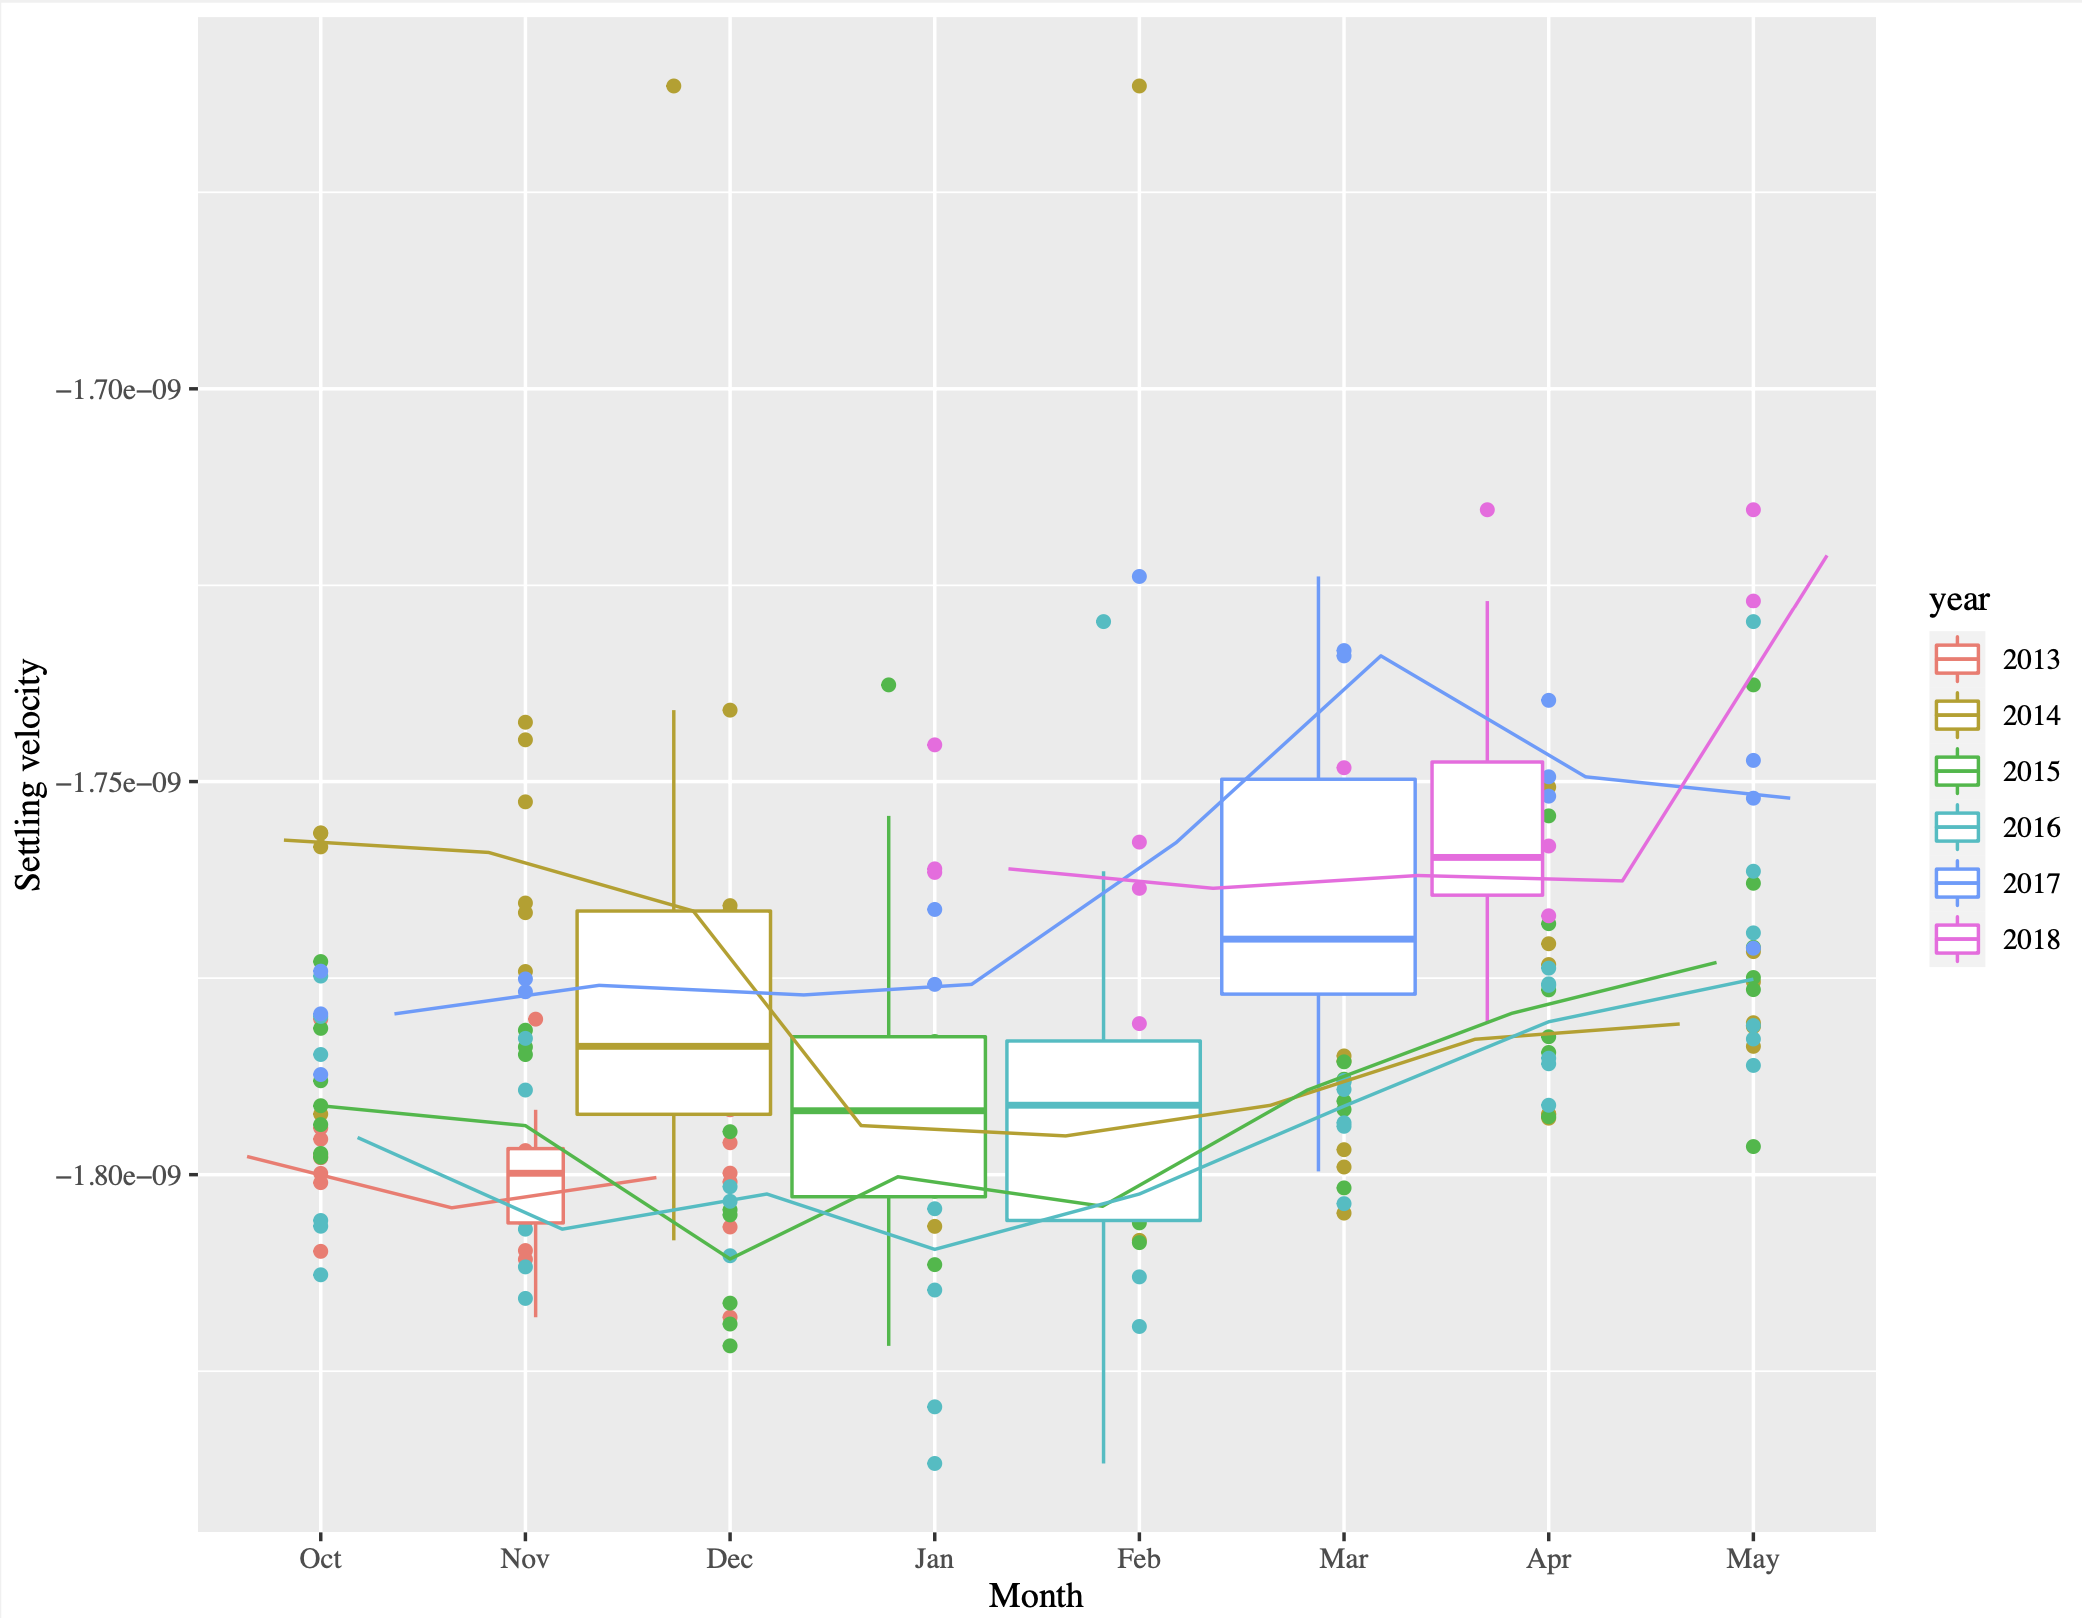 Settling velocity
−1.70e−09
−1.75e−09
−1.80e−09
Oct Nov Dec Jan Feb Mar Apr May
Month
year
2013
2014
2015
2016
2017
2018